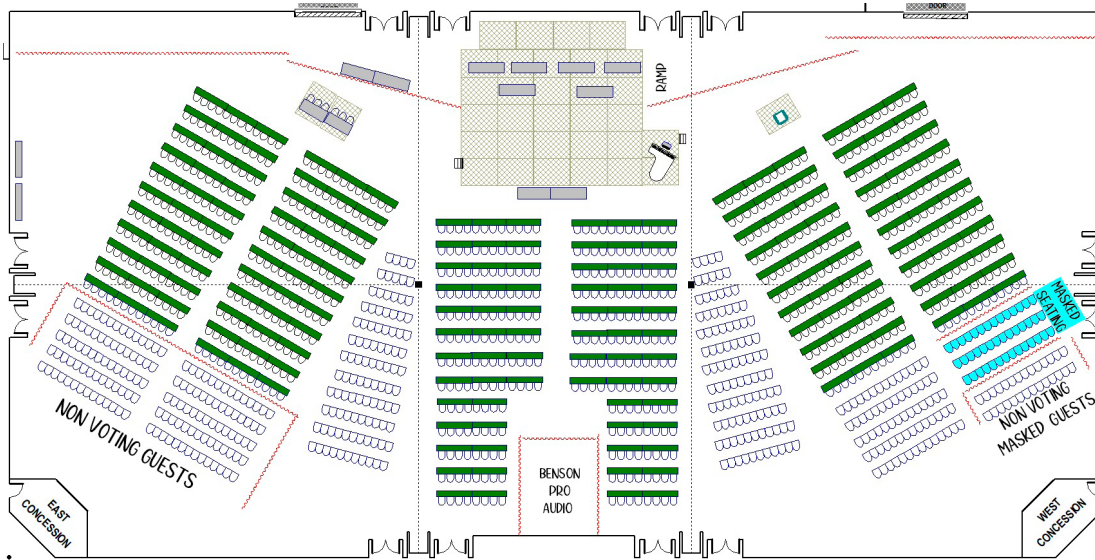 DOOR
RAMP
MASKED
SEATING
NON VOTING GUESTS
NON VOTING
MASKED GUESTS
BENSON
PRO
AUDIO
EAST
CONCESSION
WEST
CONCESSION